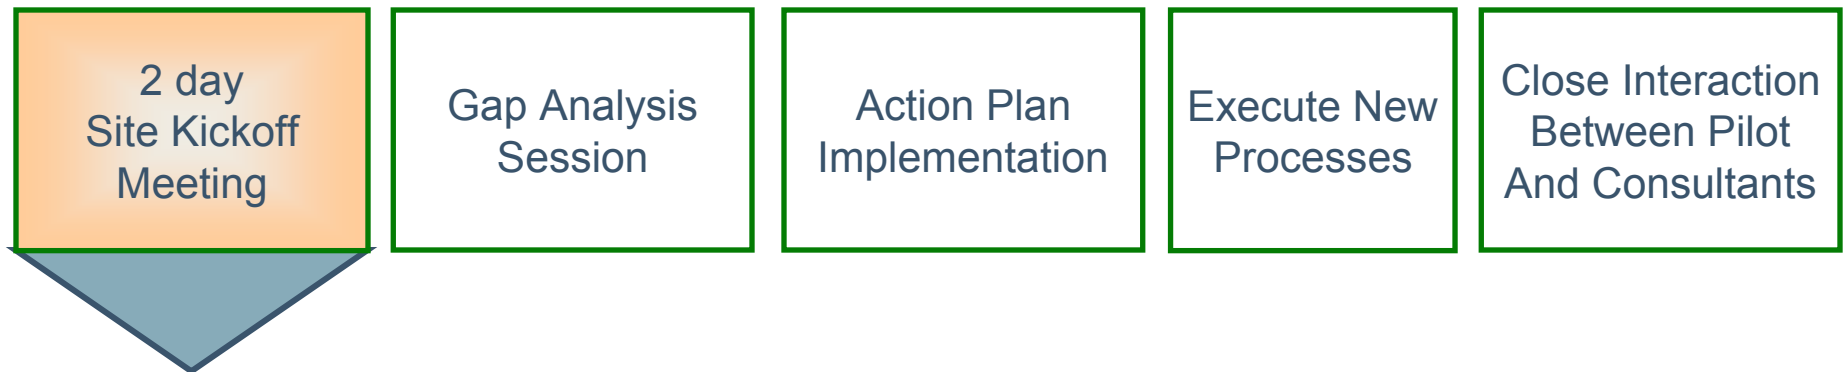 2 day
Site Kickoff
Meeting
Gap Analysis
Session
Action Plan
Implementation
Execute New
Processes
Close Interaction
Between Pilot
And Consultants